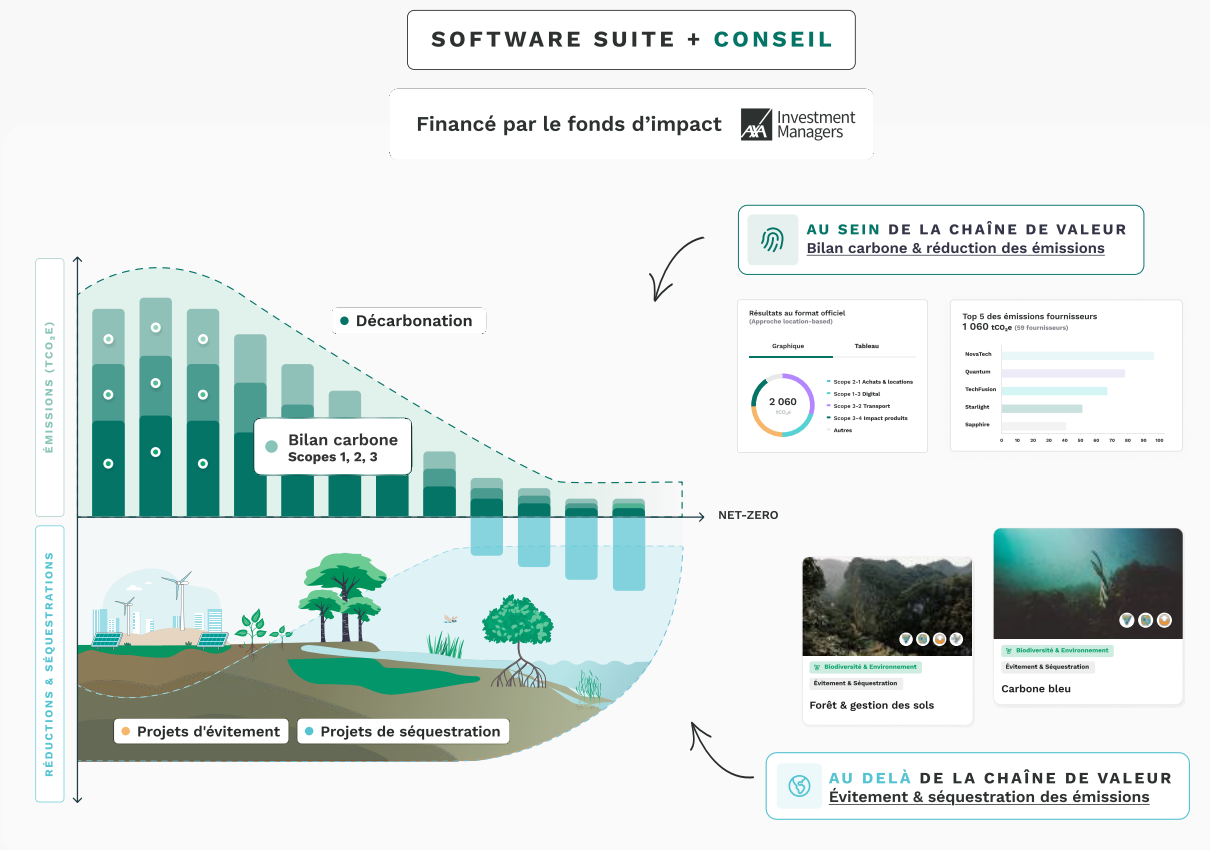 SOFTWARE SUITE + CONSEIL
Financé par le fonds d’impact
AXA Investment
Managers
AU SEIN DE LA CHAÎNE DE VALEUR
Bilan carbone & réduction des émissions
ÉMISSIONS (TCO₂E)
Décarbonation
Bilan carbone
Scopes 1, 2, 3
Résultats au format officiel
(Approche location-based)
Graphique Tableau
2 060
tCO₂e
Scope 2-1 Achats & locations
Scope 1-3 Digital
Scope 3-2 Transport
Scope 3-4 Impact produits
Autres
Top 5 des émissions fournisseurs
1 060 tCO₂e (59 fournisseurs)
NovaTech
Quantum
TechFusion
Starlight
Sapphire
0 10 20 30 40 50 60 70 80 90 100
NET-ZERO
RÉDUCTIONS & SÉQUESTRATIONS
Projets d'évitement
Projets de séquestration
Biodiversité & Environnement
Évitement & Séquestration
Forêt & gestion des sols
Biodiversité & Environnement
Évitement & Séquestration
Carbone bleu
AU DELÀ DE LA CHAÎNE DE VALEUR
Évitement & séquestration des émissions